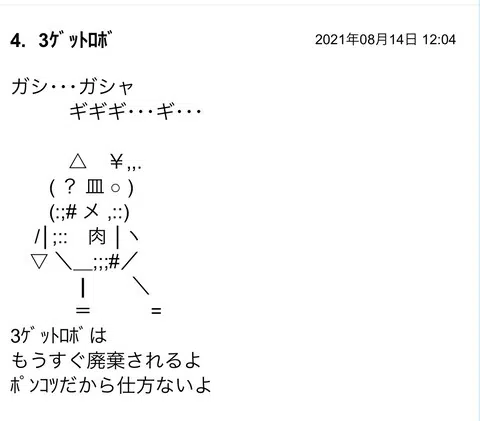 4. 3ｹﾞｯﾄﾛﾎﾞ 2021年08月14日 12:04
ガシ･･･ガシャ
ギギギ･･･ギ･･･
△ ￥,,.
( ？ 皿 ○ )
(:;# メ ,::)
/|;::  肉 | ヽ
▽ ＼__;;;#／
| ＼
＝ =
3ｹﾞｯﾄﾛﾎﾞは
もうすぐ廃棄されるよ
ﾎﾟﾝｺﾂだから仕方ないよ